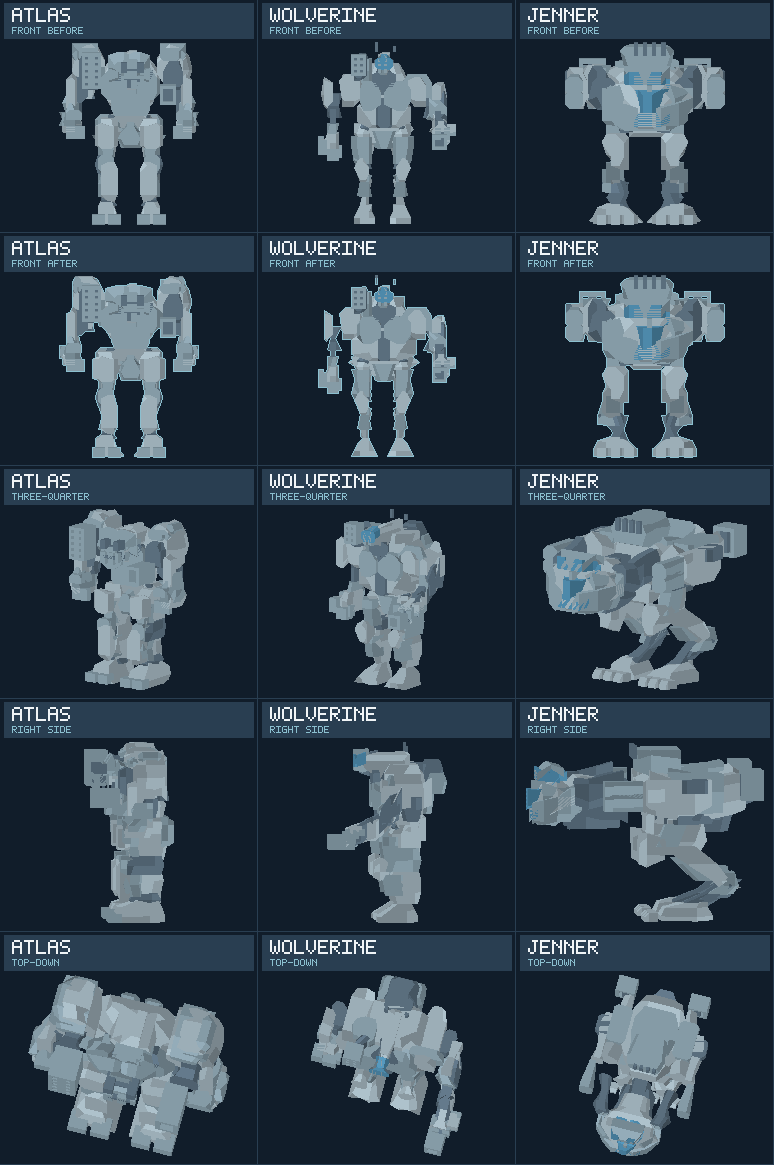 ATLAS
FRONT BEFORE
WOLVERINE
FRONT BEFORE
JENNER
FRONT BEFORE
ATLAS
FRONT AFTER
WOLVERINE
FRONT AFTER
JENNER
FRONT AFTER
ATLAS
THREE-QUARTER
WOLVERINE
THREE-QUARTER
JENNER
THREE-QUARTER
ATLAS
RIGHT SIDE
WOLVERINE
RIGHT SIDE
JENNER
RIGHT SIDE
ATLAS
TOP-DOWN
WOLVERINE
TOP-DOWN
JENNER
TOP-DOWN